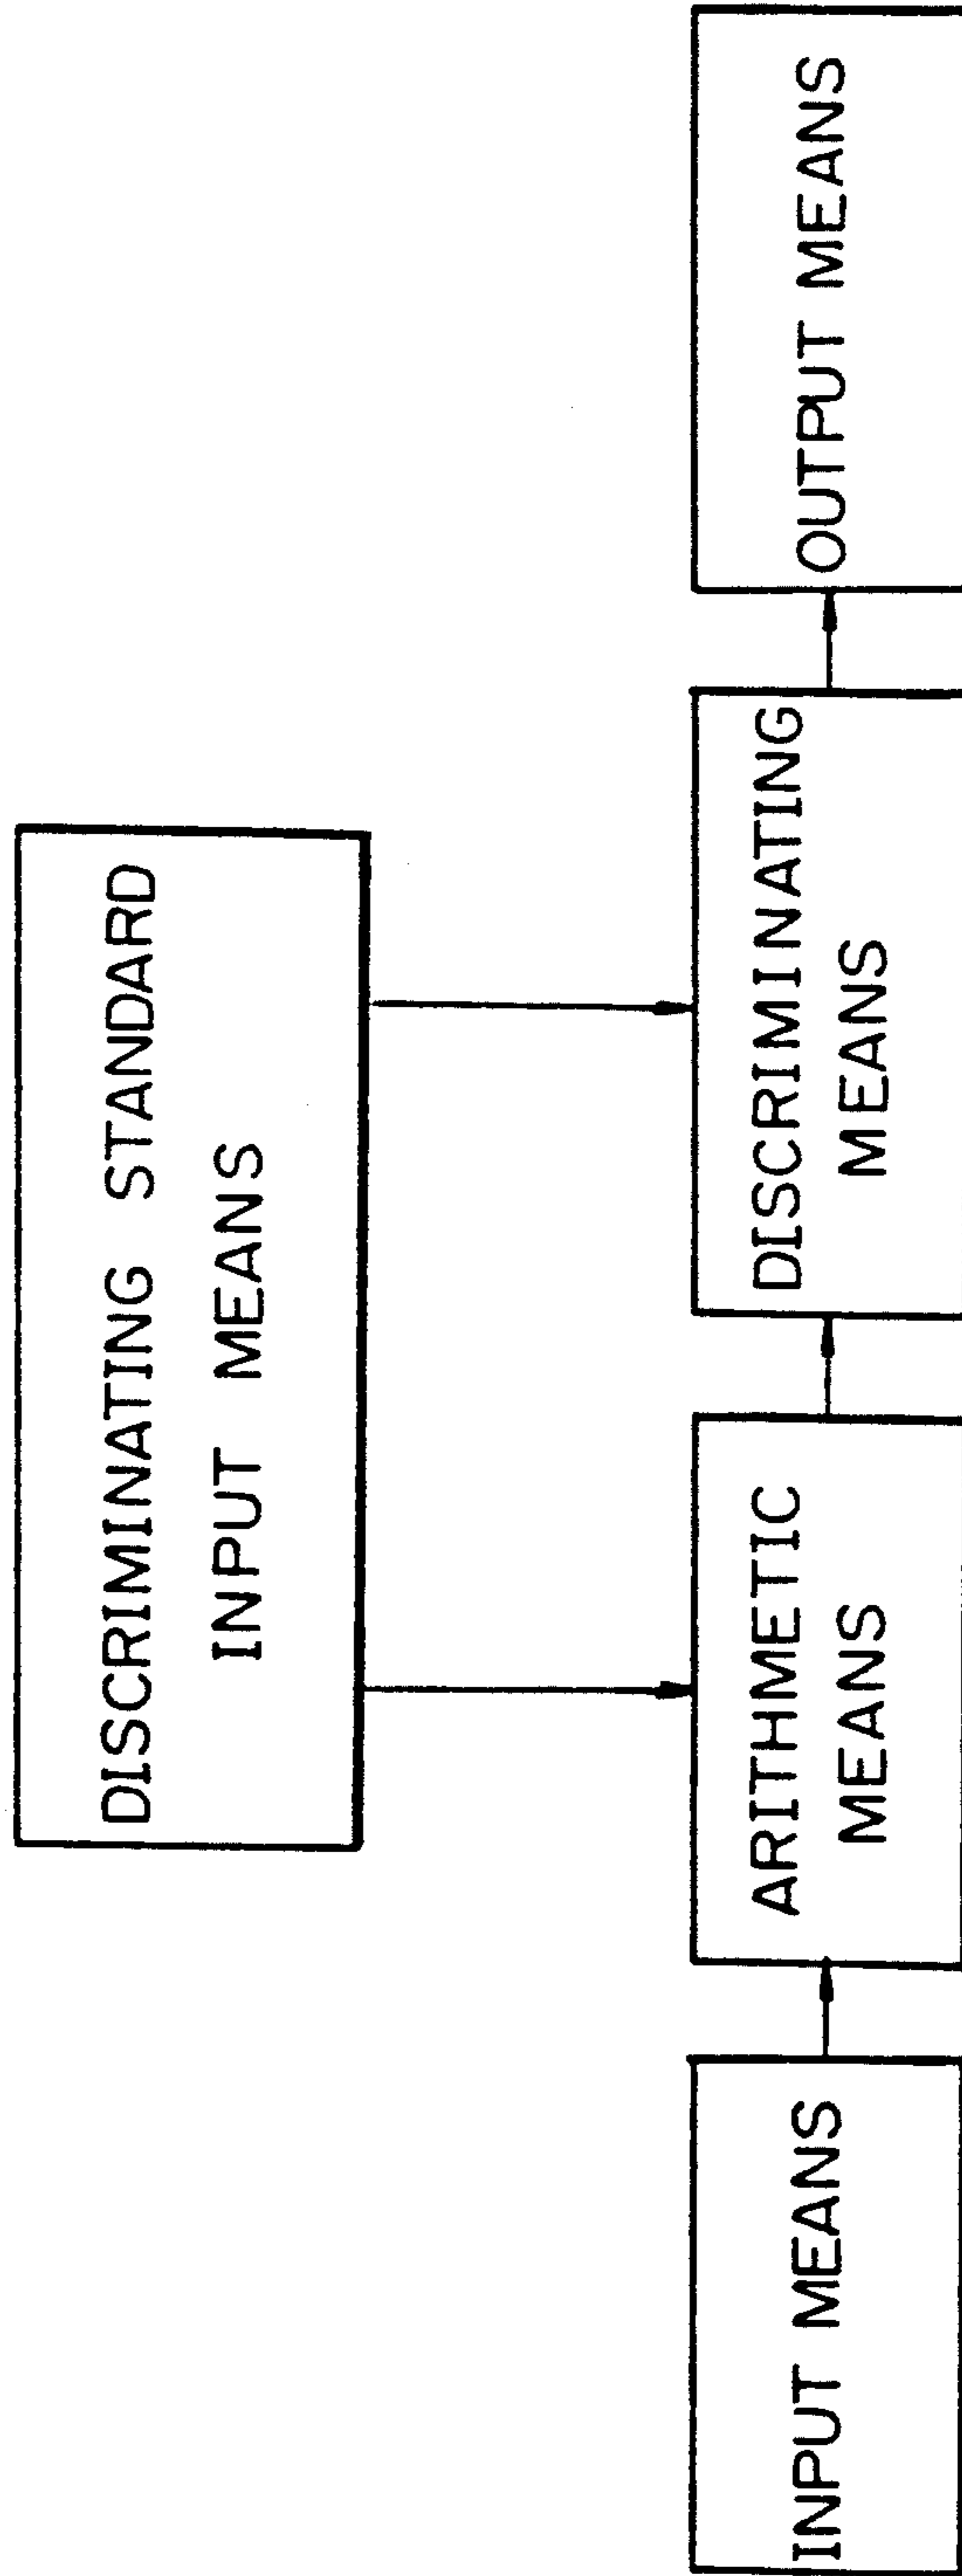 DISCRIMINATING STANDARD
INPUT MEANS
INPUT MEANS
ARITHMETIC
MEANS
DISCRIMINATING
MEANS
OUTPUT MEANS